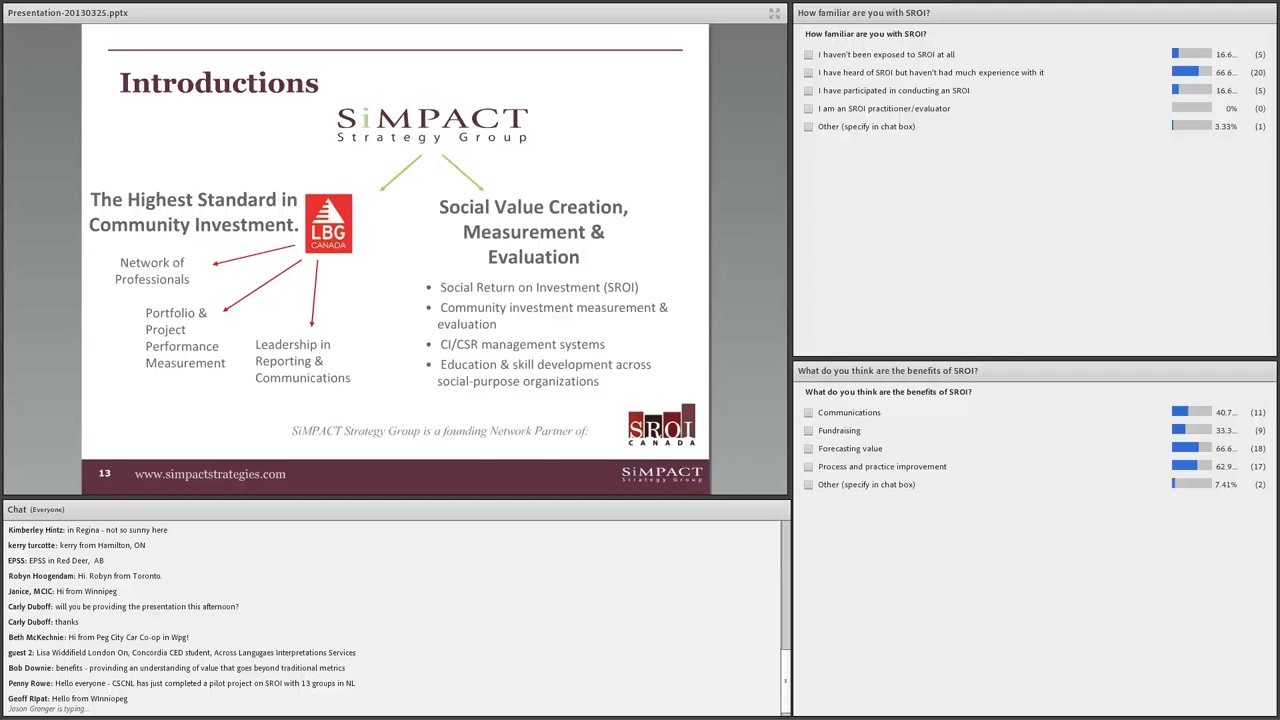 Presentation-20130325.pptx
Introductions
SiMPACT
Strategy Group
The Highest Standard in
Community Investment.
LBG
CANADA
Network of
Professionals
Portfolio &
Project
Performance
Measurement
Leadership in
Reporting &
Communications
Social Value Creation,
Measurement &
Evaluation
• Social Return on Investment (SROI)
• Community investment measurement &
evaluation
• CI/CSR management systems
• Education & skill development across
social-purpose organizations
SiMPACT Strategy Group is a founding Network Partner of:
SROI
CANADA
13 www.simpactstrategies.com
SiMPACT
Strategy Group
Chat (Everyone)
Kimberley Hintz: in Regina - not so sunny here
kerry turcotte: kerry from Hamilton, ON
EPSS: EPSS in Red Deer, AB
Robyn Hoogendam: Hi. Robyn from Toronto.
Janice, MCIC: Hi from Winnipeg
Carly Duboff: will you be providing the presentation this afternoon?
Carly Duboff: thanks
Beth McKechnie: Hi from Peg City Car Co-op in Wpg!
guest 2: Lisa Widdifield London On, Concordia CED student, Across Langugaes Interpretations Services
Bob Downie: benefits - provinding an understanding of value that goes beyond traditional metrics
Penny Rowe: Hello everyone - CSCNL has just completed a pilot project on SROI with 13 groups in NL
Geoff Ripat: Hello from WInniopeg
Jason Granger is typing...
How familiar are you with SROI?
How familiar are you with SROI?
I haven't been exposed to SROI at all 16.6... (5)
I have heard of SROI but haven't had much experience with it 66.6... (20)
I have participated in conducting an SROI 16.6... (5)
I am an SROI practitioner/evaluator 0% (0)
Other (specify in chat box) 3.33% (1)
What do you think are the benefits of SROI?
What do you think are the benefits of SROI?
Communications 40.7... (11)
Fundraising 33.3... (9)
Forecasting value 66.6... (18)
Process and practice improvement 62.9... (17)
Other (specify in chat box) 7.41% (2)